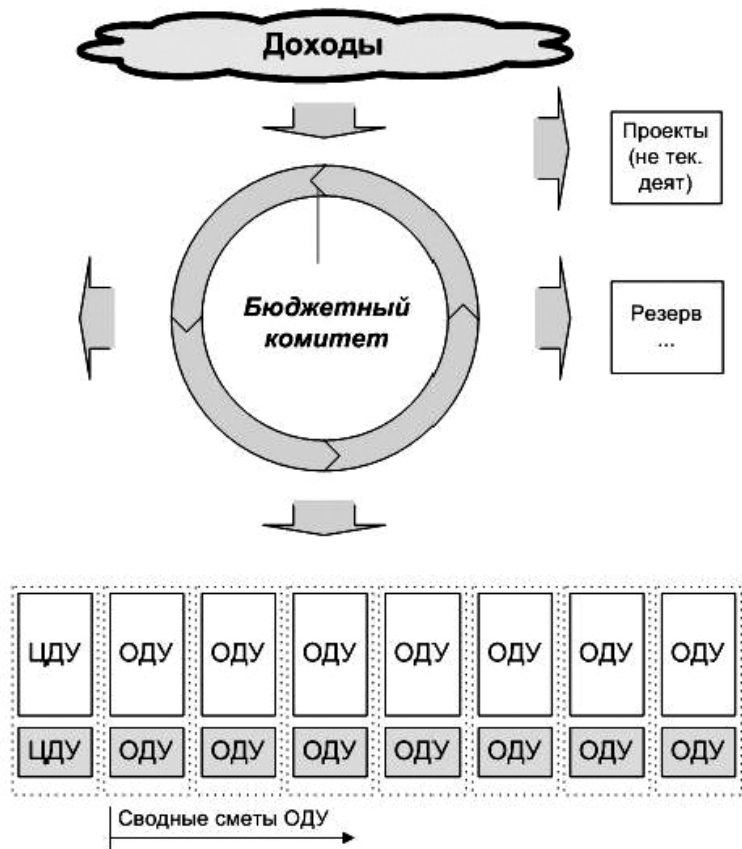 Доходы
Проекты
(не тек.
деят)
Бюджетный
комитет
Резерв
...
ЦДУ ОДУ ОДУ ОДУ ОДУ ОДУ ОДУ ОДУ
ЦДУ ОДУ ОДУ ОДУ ОДУ ОДУ ОДУ ОДУ
Сводные сметы ОДУ